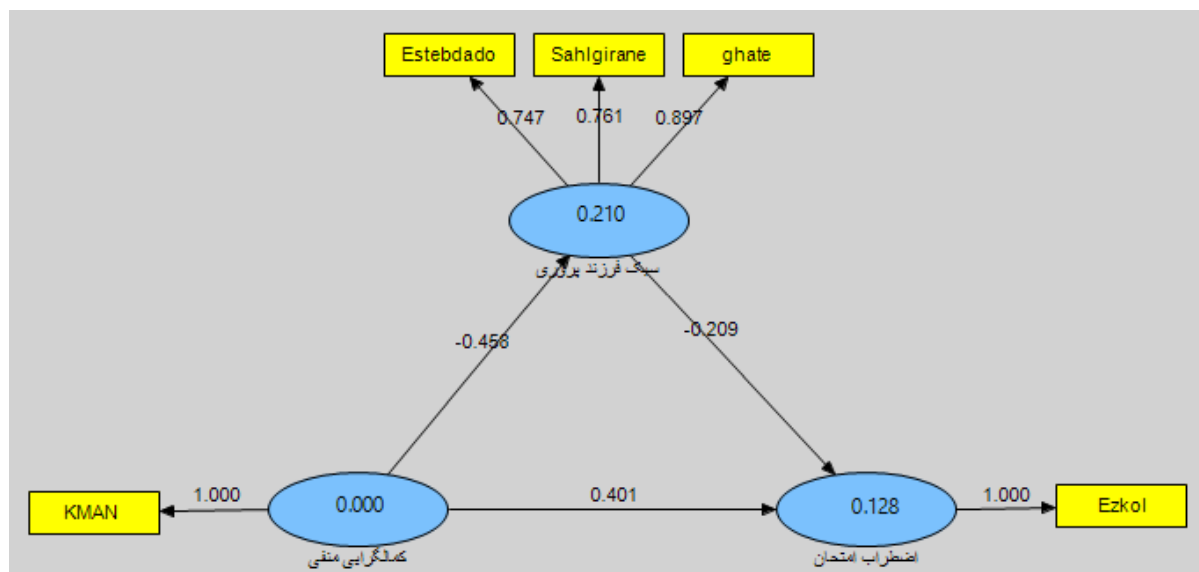 Estebdado
Sahlgirane
ghate
0.747
0.761
0.897
0.210
سبک فرزند پروری
-0.458
-0.209
KMAN
1.000
0.000
کمالگرایی منفی
0.401
0.128
اضطراب امتحان
1.000
Ezkol